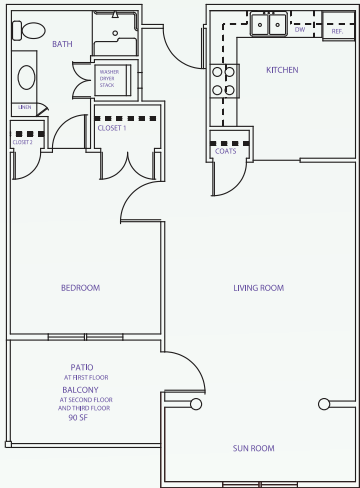 BATH
DW
REF.
KITCHEN
WASHER
DRYER
STACK
LINEN
CLOSET 1
CLOSET 2
COATS
BEDROOM
LIVING ROOM
PATIO
AT FIRST FLOOR
BALCONY
AT SECOND FLOOR
AND THIRD FLOOR
90 SF
SUN ROOM